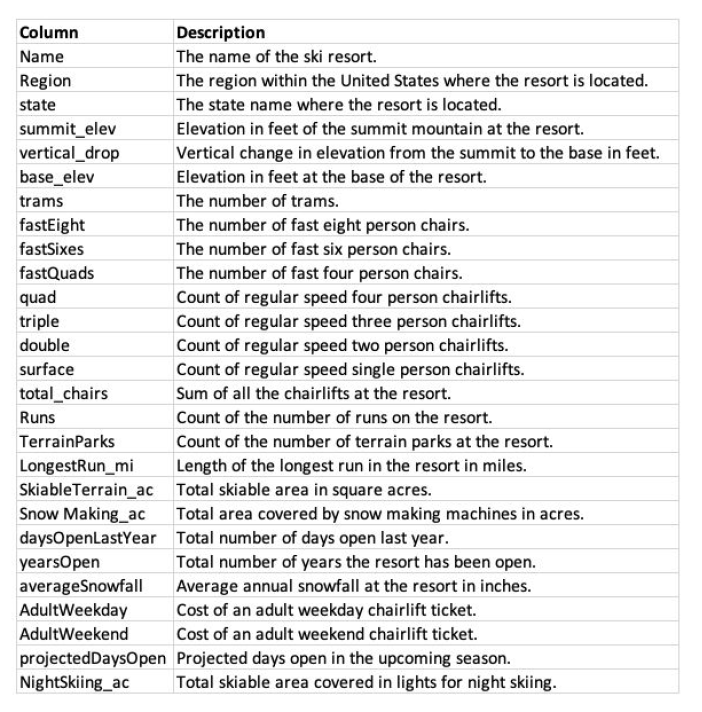 Column Description
Name The name of the ski resort.
Region The region within the United States where the resort is located.
state The state name where the resort is located.
summit_elev Elevation in feet of the summit mountain at the resort.
vertical_drop Vertical change in elevation from the summit to the base in feet.
base_elev Elevation in feet at the base of the resort.
trams The number of trams.
fastEight The number of fast eight person chairs.
fastSixes The number of fast six person chairs.
fastQuads The number of fast four person chairs.
quad Count of regular speed four person chairlifts.
triple Count of regular speed three person chairlifts.
double Count of regular speed two person chairlifts.
surface Count of regular speed single person chairlifts.
total_chairs Sum of all the chairlifts at the resort.
Runs Count of the number of runs on the resort.
TerrainParks Count of the number of terrain parks at the resort.
LongestRun_mi Length of the longest run in the resort in miles.
SkiableTerrain_ac Total skiable area in square acres.
Snow Making_ac Total area covered by snow making machines in acres.
daysOpenLastYear Total number of days open last year.
yearsOpen Total number of years the resort has been open.
averageSnowfall Average annual snowfall at the resort in inches.
AdultWeekday Cost of an adult weekday chairlift ticket.
AdultWeekend Cost of an adult weekend chairlift ticket.
projectedDaysOpen Projected days open in the upcoming season.
NightSkiing_ac Total skiable area covered in lights for night skiing.